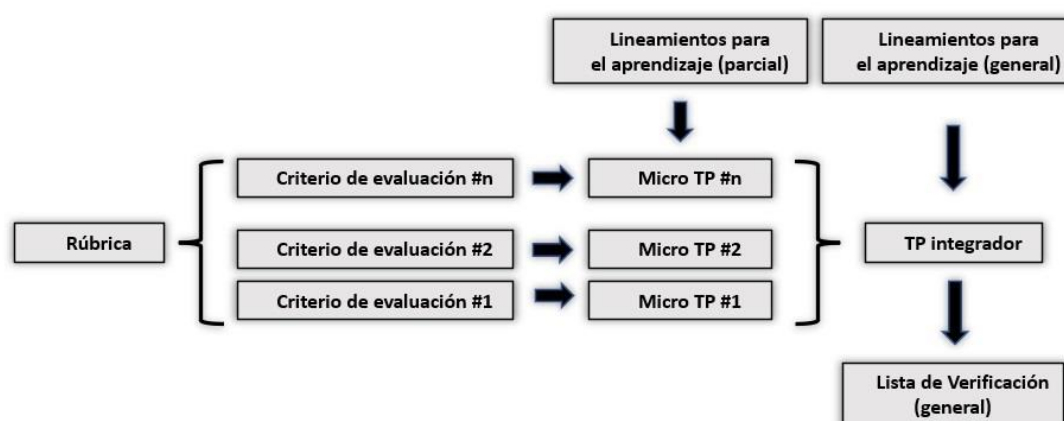 Lineamientos para
el aprendizaje (parcial)
Lineamientos para
el aprendizaje (general)
Criterio de evaluación #n
Micro TP #n
Rúbrica
Criterio de evaluación #2
Micro TP #2
TP integrador
Criterio de evaluación #1
Micro TP #1
Lista de Verificación
(general)